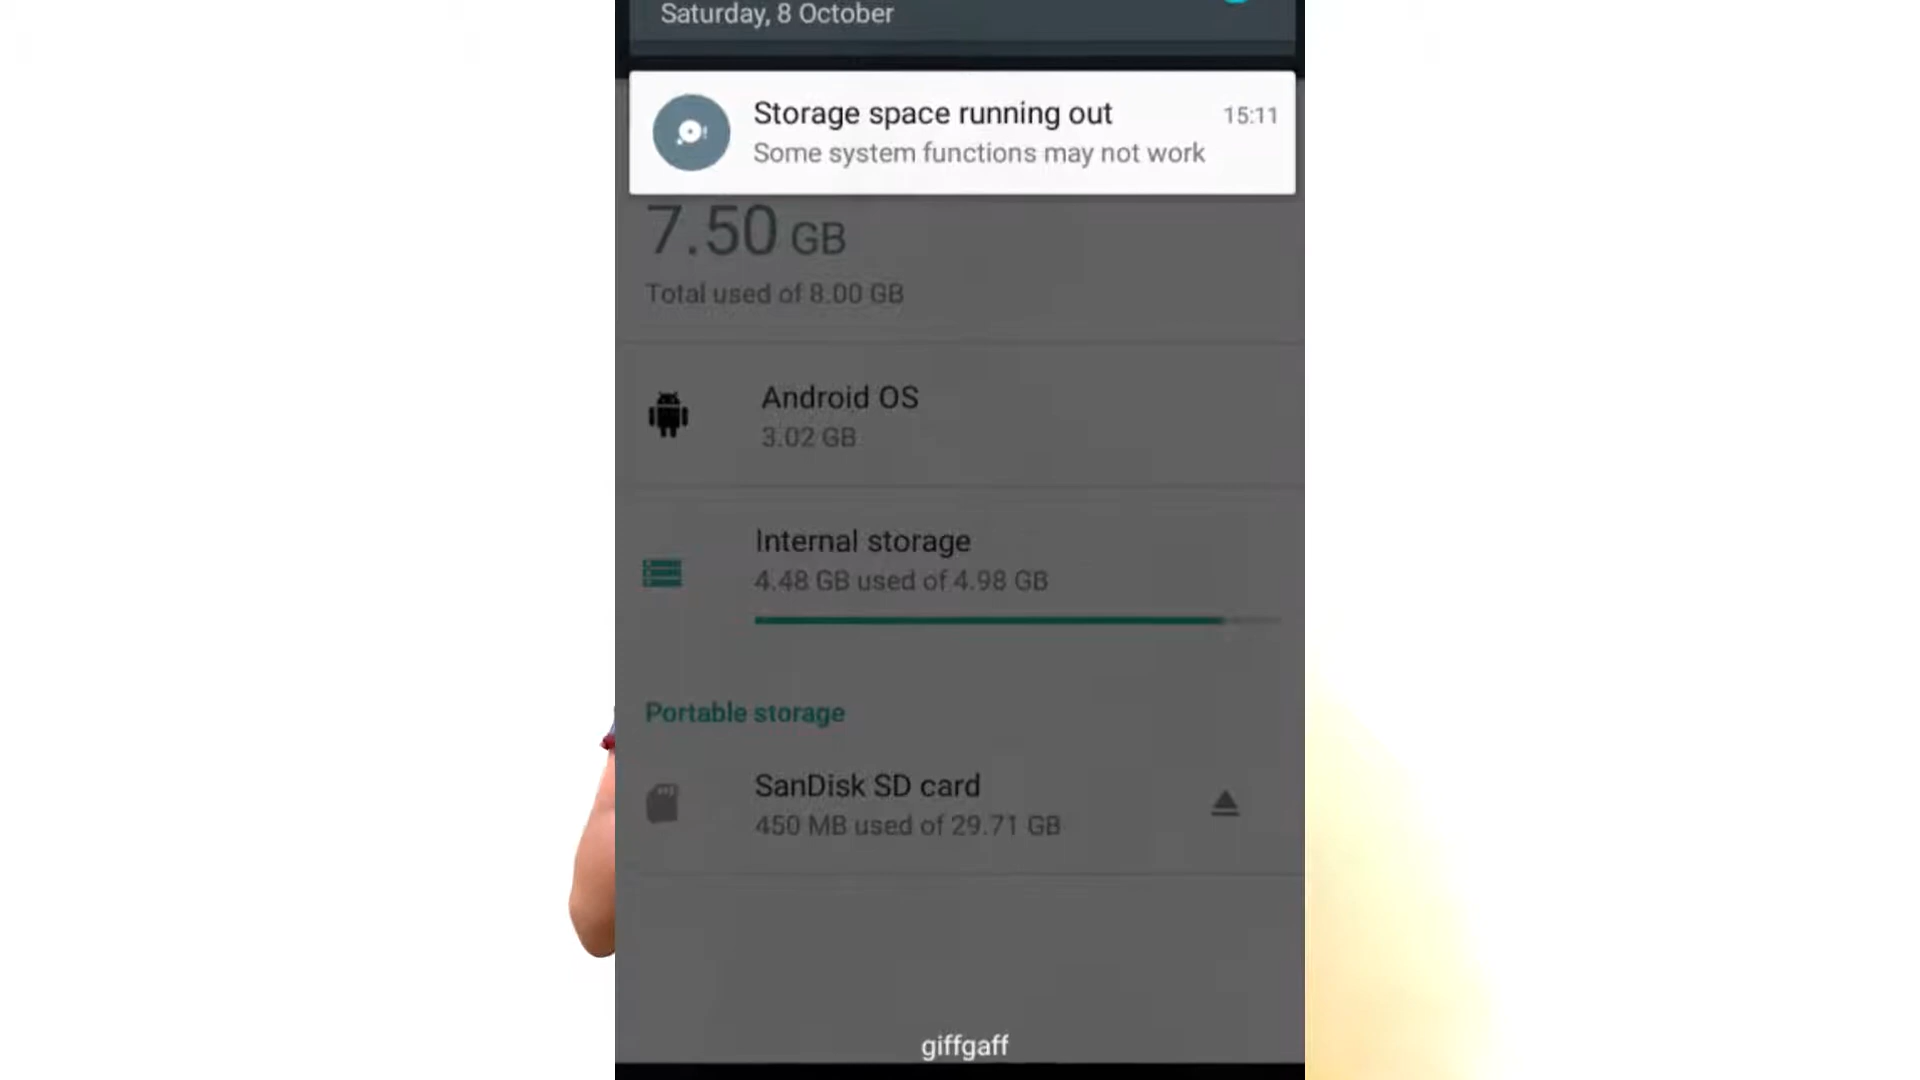 Saturday, 8 October
Storage space running out
15:11
Some system functions may not work
7.50 GB
Total used of 8.00 GB
Android OS
3.02 GB
Internal storage
4.48 GB used of 4.98 GB
Portable storage
SanDisk SD card
450 MB used of 29.71 GB
giffgaff